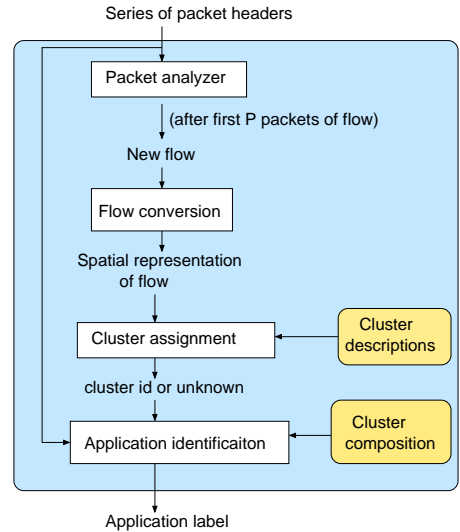 Series of packet headers
Packet analyzer
(after first P packets of flow)
New flow
Flow conversion
Spatial representation
of flow
Cluster assignment
Cluster
descriptions
cluster id or unknown
Application identificaiton
Cluster
composition
Application label